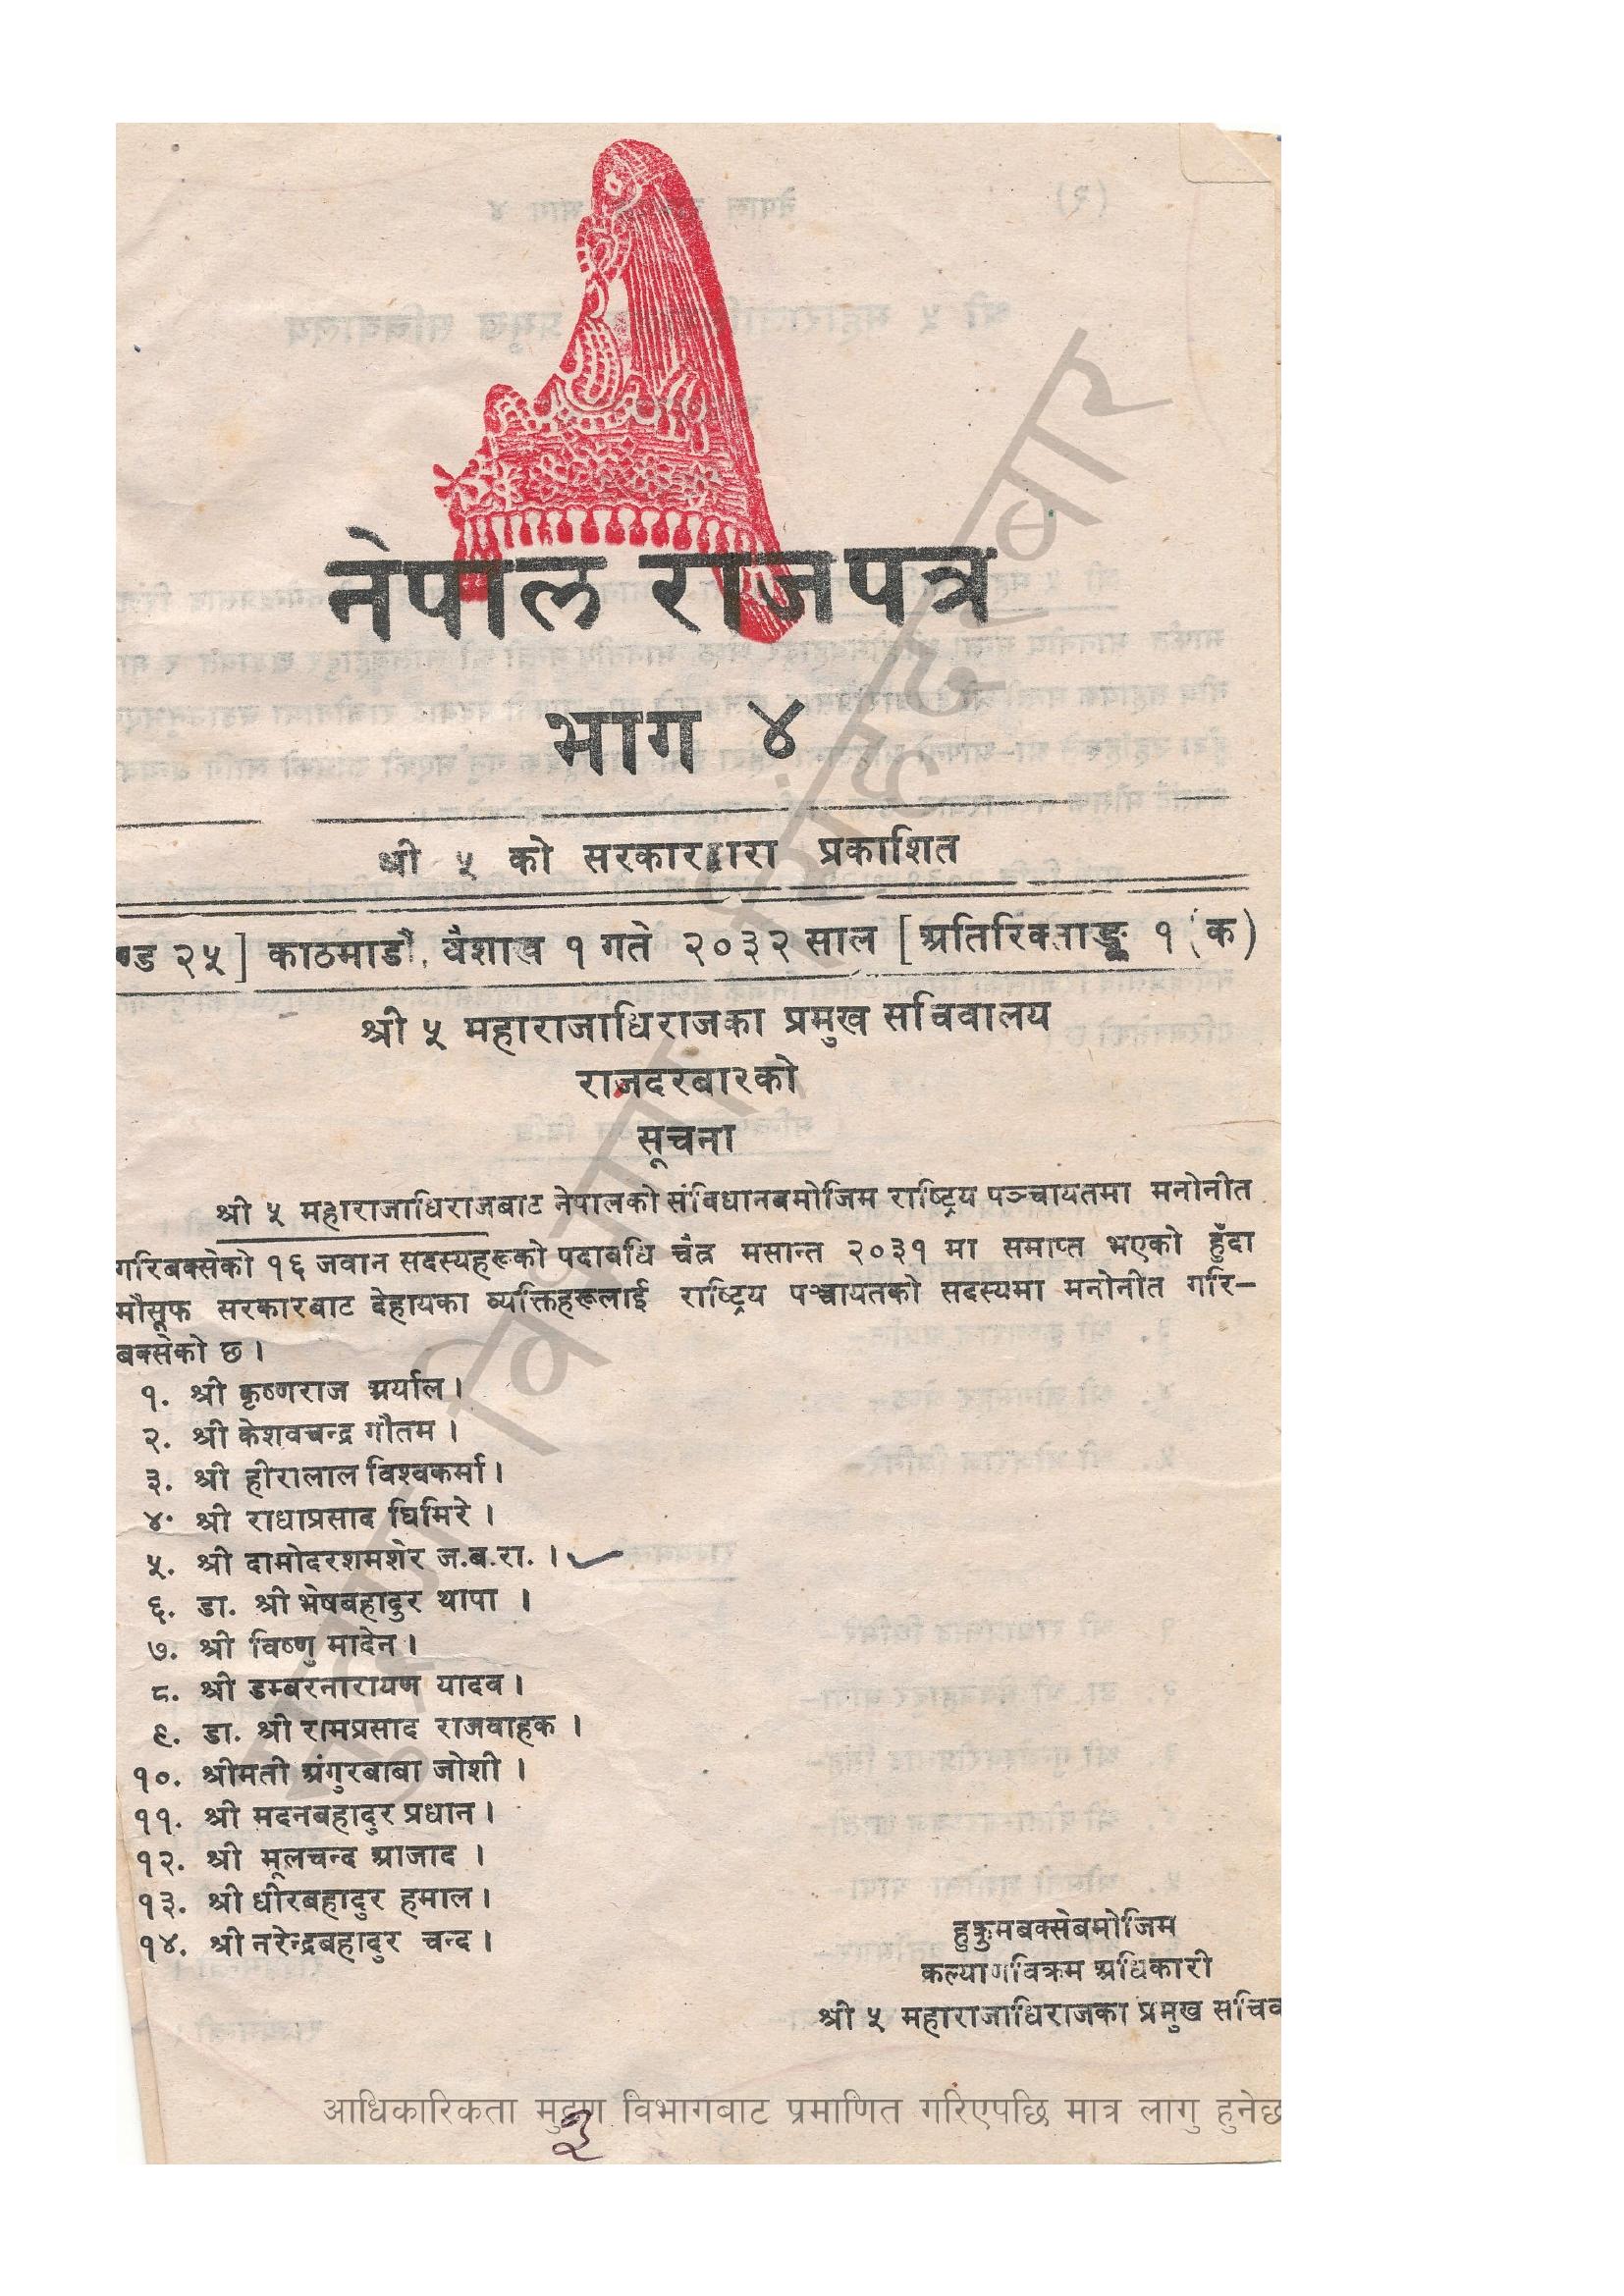 नेपाल राजपत्र
भाग ४
श्री ५ को सरकारद्वारा प्रकाशित
ण्ड २५] काठमाडौं, वैशाख १ गते २०३२ साल [अतिरिक्ताङ्क १ (क)
श्री ५ महाराजाधिराजका प्रमुख सचिवालय
राजदरबारको
सूचना
श्री ५ महाराजाधिराजबाट नेपालको संविधानबमोजिम राष्ट्रिय पञ्चायतमा मनोनीत
गरिबक्सेको १६ जवान सदस्यहरूको पदाबधि चैत्र मसान्त २०३१ मा समाप्त भएको हुँदा
मौसूफ सरकारबाट देहायका व्यक्तिहरूलाई राष्ट्रिय पञ्चायतको सदस्यमा मनोनीत गरि–
बक्सेको छ।
१. श्री कृष्णराज अर्याल।
२. श्री केशवचन्द्र गौतम।
३. श्री हीरालाल विश्वकर्मा।
४. श्री राधाप्रसाद घिमिरे।
५. श्री दामोदरशमशेर ज.ब.रा.।
६. डा. श्री भेषबहादुर थापा।
७. श्री विष्णु मादेन।
८. श्री डम्बरनारायण यादव।
९. डा. श्री रामप्रसाद राजवाहक।
१०. श्रीमती अंगुरबाबा जोशी।
११. श्री मदनबहादुर प्रधान।
१२. श्री मूलचन्द आजाद।
१३. श्री धीरबहादुर हमाल।
१४. श्री नरेन्द्रबहादुर चन्द।
हुकुमबक्सेबमोजिम
कल्याणविक्रम अधिकारी
श्री ५ महाराजाधिराजका प्रमुख सचिव
आधिकारिकता मुद्रण विभागबाट प्रमाणित गरिएपछि मात्र लागु हुनेछ
३